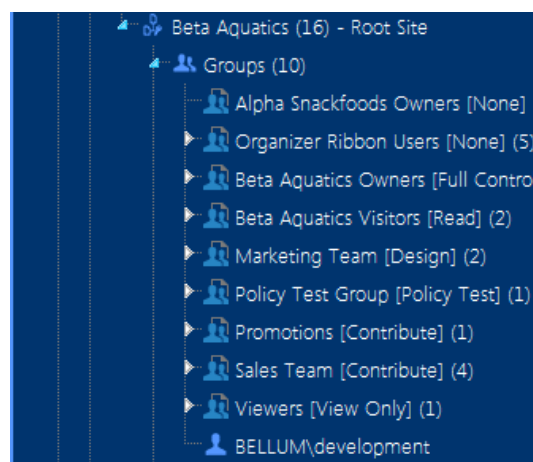 Beta Aquatics (16) - Root Site
Groups (10)
Alpha Snackfoods Owners [None]
Organizer Ribbon Users [None] (5)
Beta Aquatics Owners [Full Contro
Beta Aquatics Visitors [Read] (2)
Marketing Team [Design] (2)
Policy Test Group [Policy Test] (1)
Promotions [Contribute] (1)
Sales Team [Contribute] (4)
Viewers [View Only] (1)
BELLUM\development